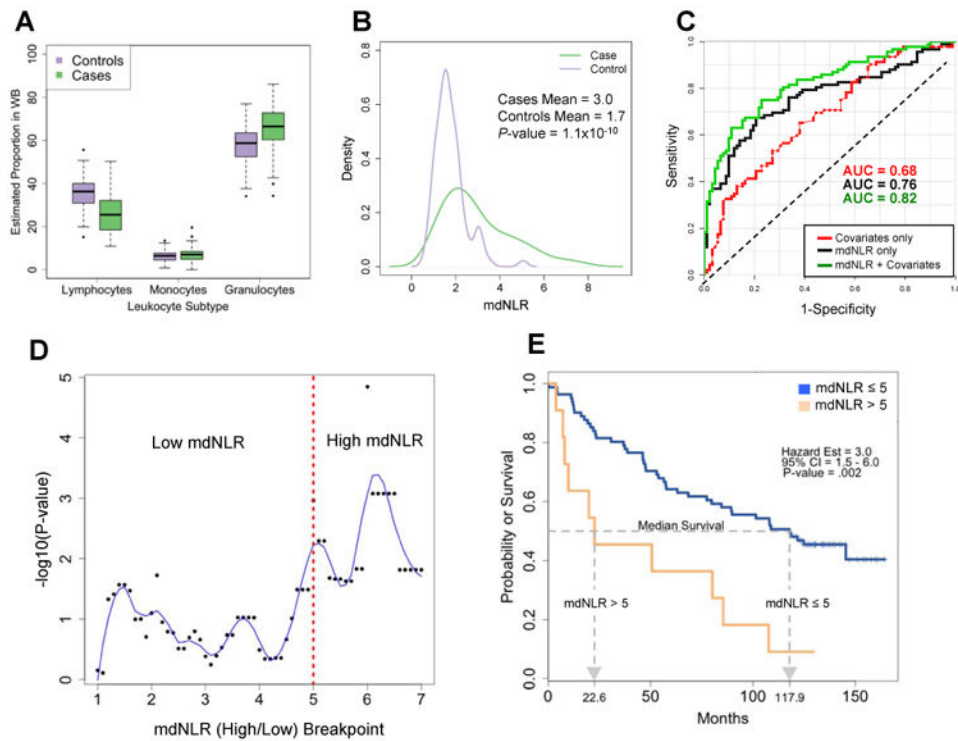 A
Controls
Cases
Estimated Proportion in WB
100
80
60
40
20
0
Lymphocytes Monocytes Granulocytes
Leukocyte Subtype
B
Case
Control
Cases Mean = 3.0
Controls Mean = 1.7
P-value = 1.1x10-10
Density
0.8
0.6
0.4
0.2
0.0
0 2 4 6 8
mdNLR
C
Sensitivity
1.0
0.8
0.6
0.4
0.2
0.0
AUC = 0.68
AUC = 0.76
AUC = 0.82
Covariates only
mdNLR only
mdNLR + Covariates
0.0 0.2 0.4 0.6 0.8 1.0
1-Specificity
D
-log10(P-value)
5
4
3
2
1
0
Low mdNLR
High mdNLR
1 2 3 4 5 6 7
mdNLR (High/Low) Breakpoint
E
Probability or Survival
1.0
0.8
0.6
0.4
0.2
0.0
mdNLR ≤ 5
mdNLR > 5
Hazard Est = 3.0
95% CI = 1.5 - 6.0
P-value = .002
Median Survival
mdNLR > 5
mdNLR ≤ 5
0 22.6 50 100 117.9 150
Months